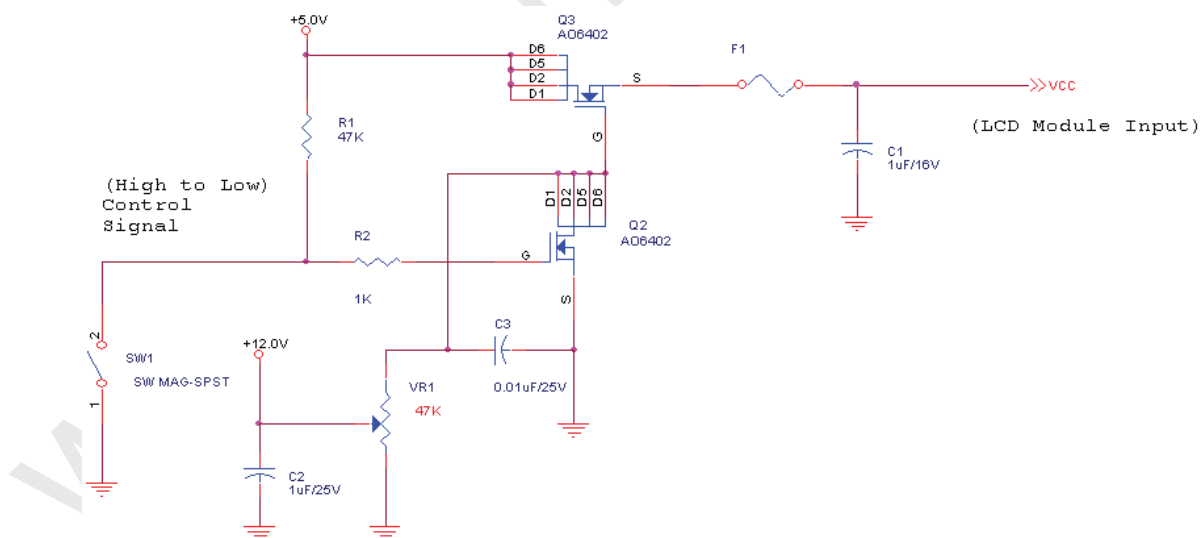 +5.0V
Q3
AO6402
D6
D5
D2
D1
S
G
F1
VCC
(LCD Module Input)
R1
47K
C1
1uF/16V
(High to Low)
Control
Signal
D1
D2
D5
D6
Q2
AO6402
R2
1K
G
S
2
SW1
SW MAG-SPST
1
+12.0V
C3
0.01uF/25V
VR1
47K
C2
1uF/25V